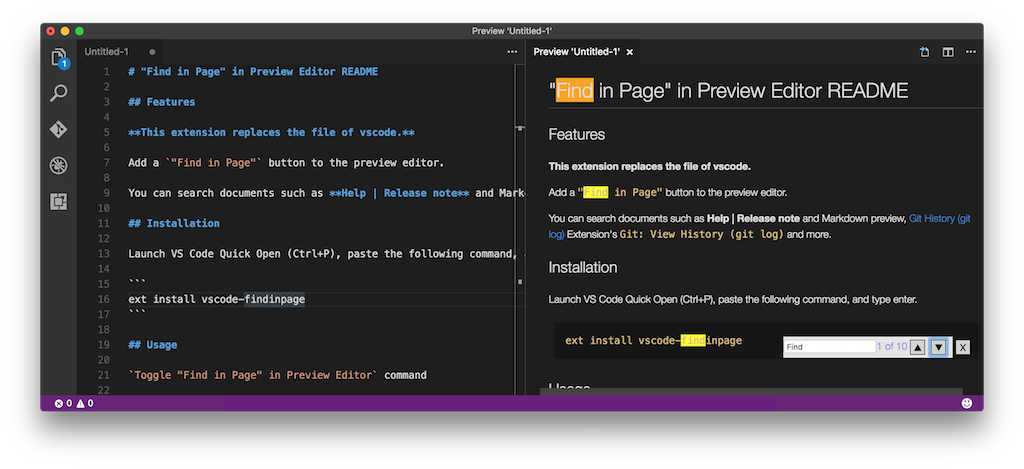 Preview 'Untitled-1'
Untitled-1
1
1 # "Find in Page" in Preview Editor README
2
3 ## Features
4
5 **This extension replaces the file of vscode.**
6
7 Add a `"Find in Page"` button to the preview editor.
8
9 You can search documents such as **Help | Release note** and Mark
10
11 ## Installation
12
13 Launch VS Code Quick Open (Ctrl+P), paste the following command,
14
15 ```
16 ext install vscode-findinpage
17 ```
18
19 ## Usage
20
21 `Toggle "Find in Page" in Preview Editor` command
22
Preview 'Untitled-1' ×
"Find in Page" in Preview Editor README
Features
This extension replaces the file of vscode.
Add a "Find in Page" button to the preview editor.
You can search documents such as Help | Release note and Markdown preview, Git History (git
log) Extension's Git: View History (git log) and more.
Installation
Launch VS Code Quick Open (Ctrl+P), paste the following command, and type enter.
ext install vscode-findinpage
Find 1 of 10 ▲ ▼ X
Usage
0 0